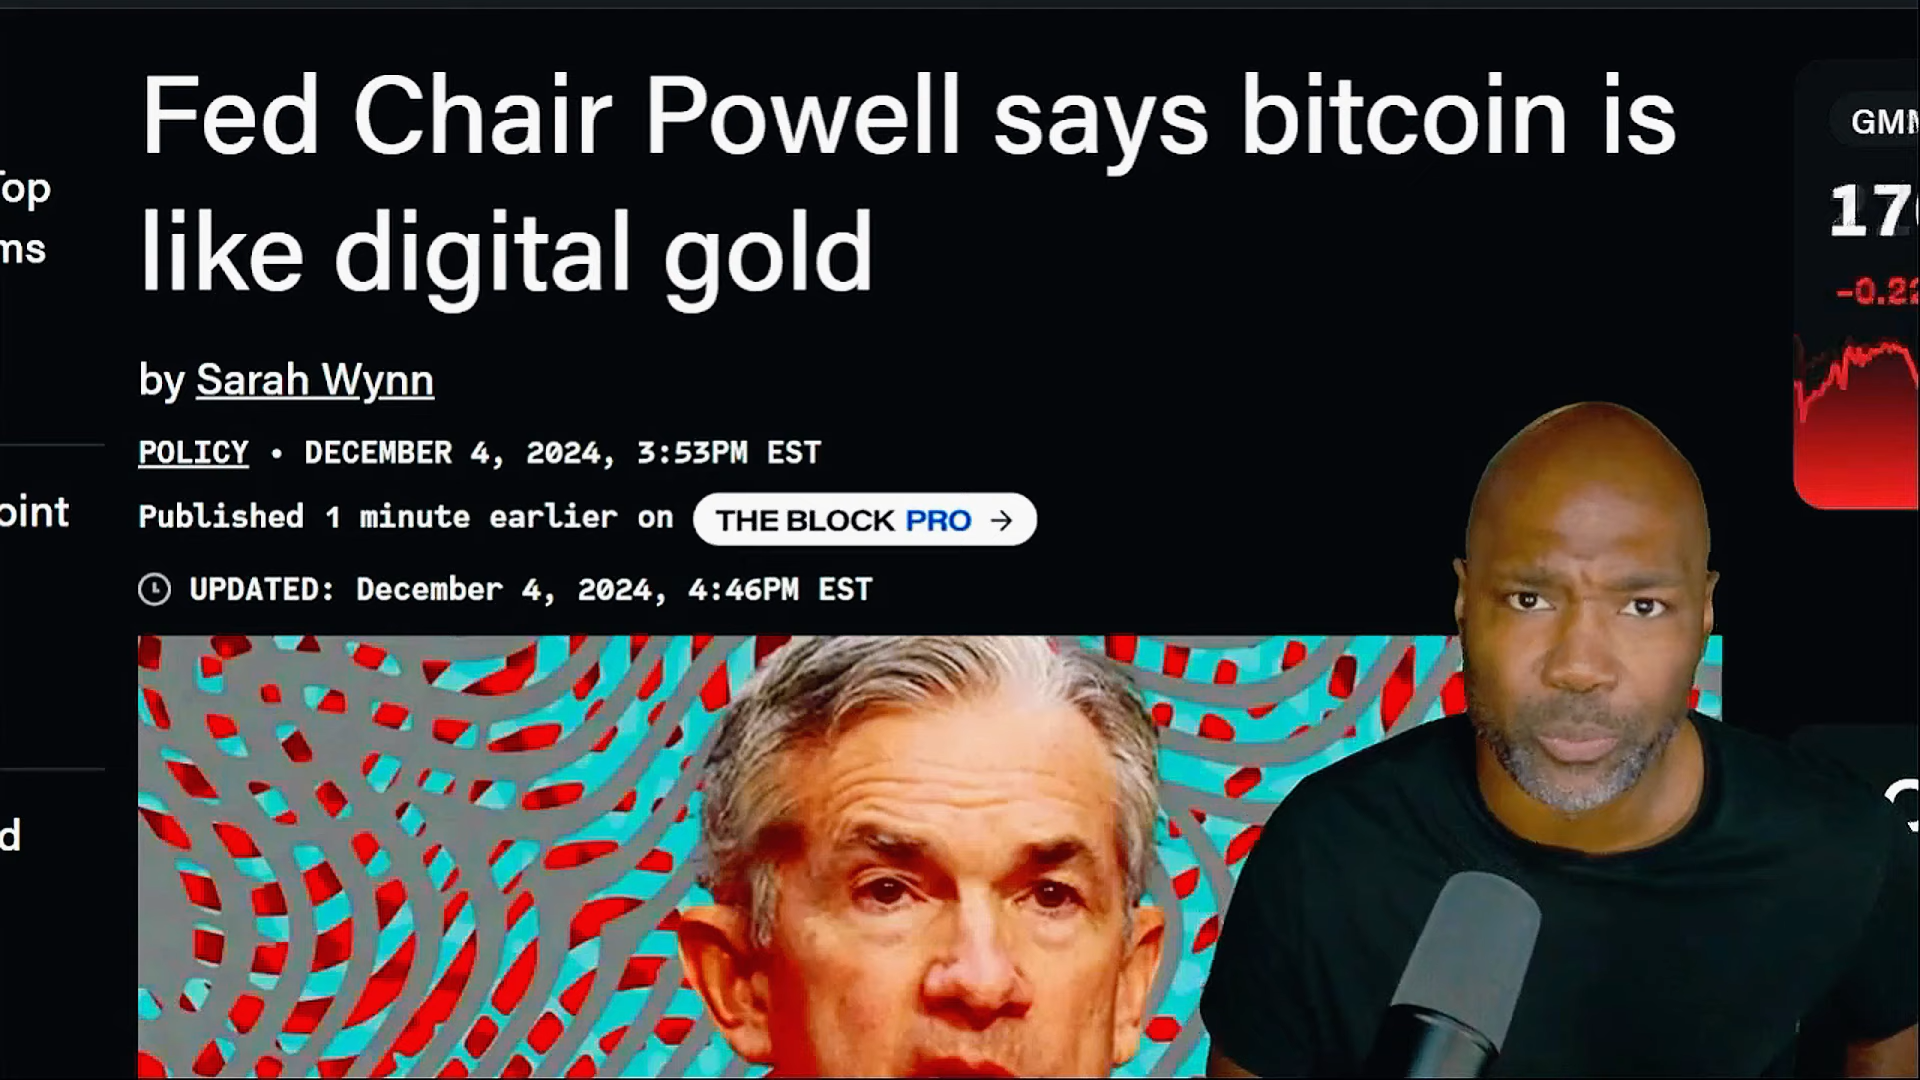 Fed Chair Powell says bitcoin is
like digital gold
by Sarah Wynn
POLICY • DECEMBER 4, 2024, 3:53PM EST
Published 1 minute earlier on THE BLOCK PRO →
UPDATED: December 4, 2024, 4:46PM EST